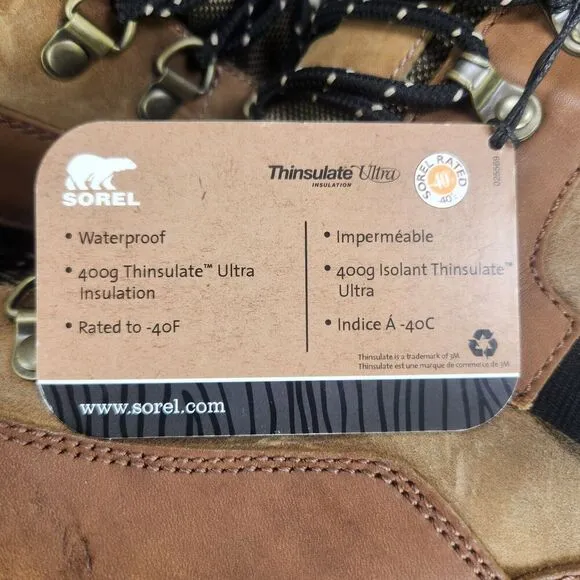 SOREL
Thinsulate Ultra
INSULATION
SOREL RATED
-40
-40F
025569
• Waterproof
• 400g Thinsulate™ Ultra
Insulation
• Rated to -40F
• Imperméable
• 400g Isolant Thinsulate™
Ultra
• Indice Á -40C
Thinsulate is a trademark of 3M
Thinsulate est une marque de commerce de 3M
www.sorel.com